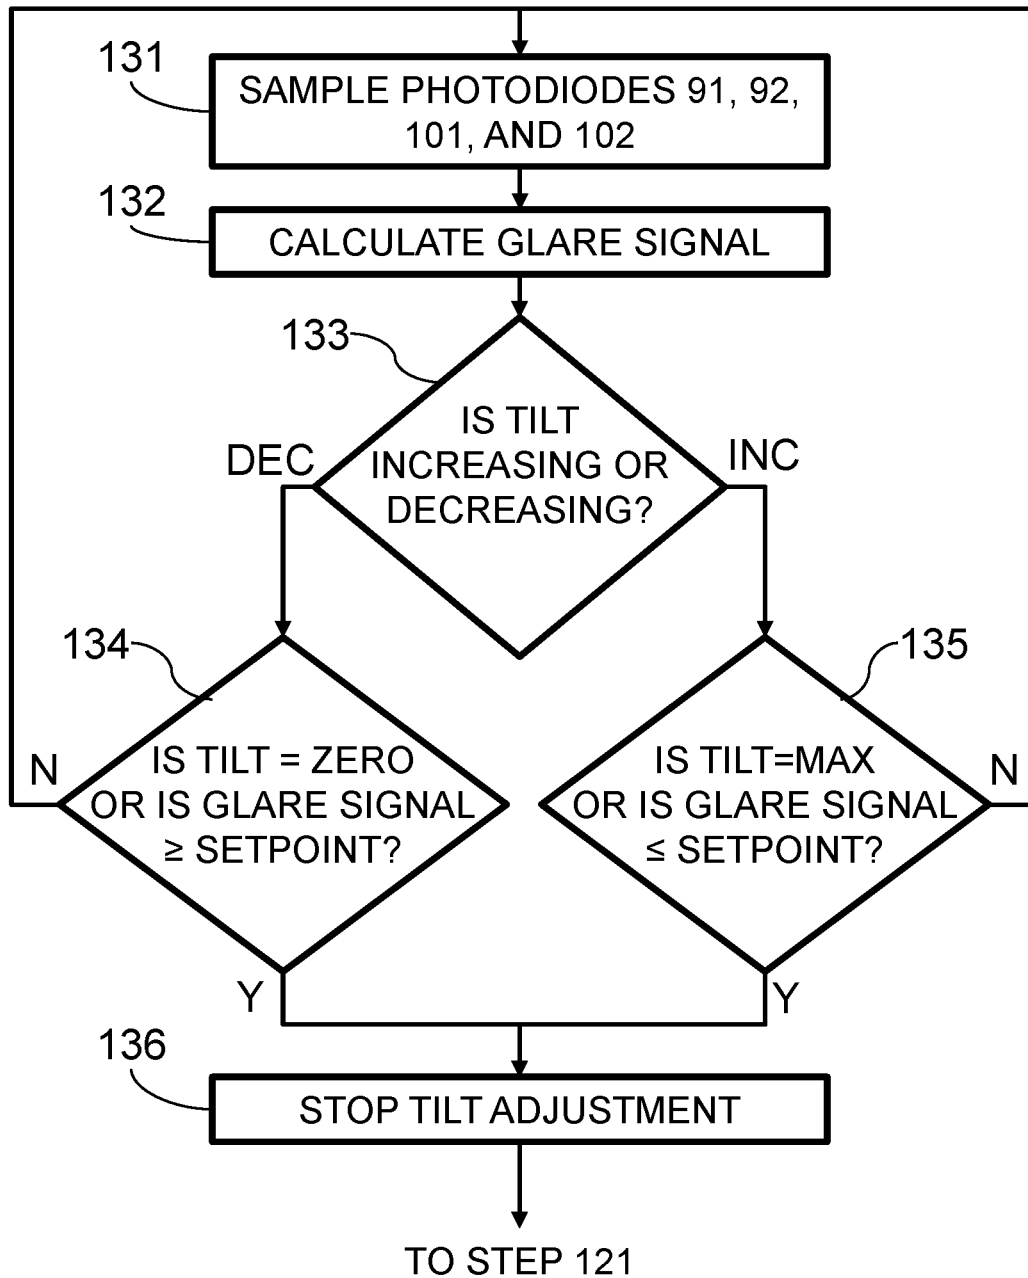 131
SAMPLE PHOTODIODES 91, 92,
101, AND 102
132
CALCULATE GLARE SIGNAL
133
IS TILT
INCREASING OR
DECREASING?
DEC
INC
134
135
IS TILT = ZERO
OR IS GLARE SIGNAL
≥ SETPOINT?
N
IS TILT=MAX
OR IS GLARE SIGNAL
≤ SETPOINT?
N
Y
Y
136
STOP TILT ADJUSTMENT
TO STEP 121